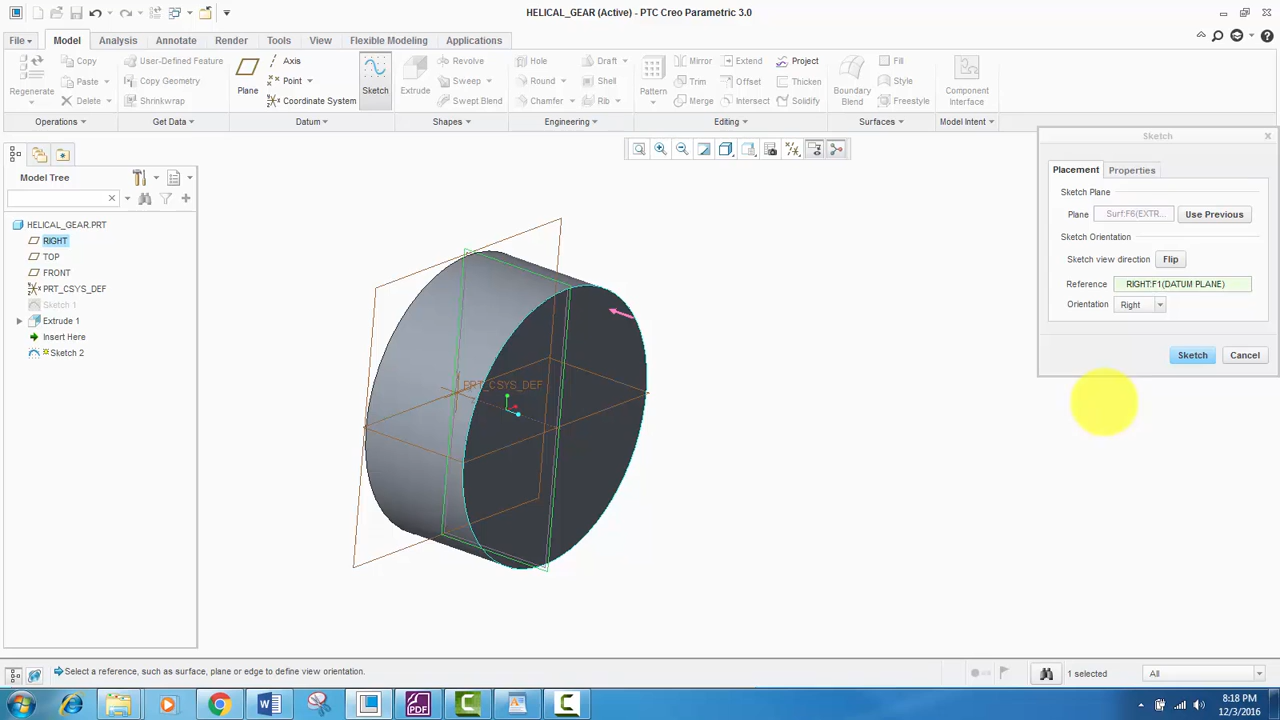 HELICAL_GEAR (Active) - PTC Creo Parametric 3.0
File Model Analysis Annotate Render Tools View Flexible Modeling Applications
Regenerate
Copy
Paste
Delete
User-Defined Feature
Copy Geometry
Shrinkwrap
Plane
Axis
Point
Coordinate System
Sketch
Extrude
Revolve
Sweep
Swept Blend
Hole
Round
Chamfer
Draft
Shell
Rib
Pattern
Mirror
Trim
Merge
Extend
Offset
Intersect
Project
Thicken
Solidify
Boundary
Blend
Fill
Style
Freestyle
Component
Interface
Operations Get Data Datum Shapes Engineering Editing Surfaces Model Intent
Model Tree
HELICAL_GEAR.PRT
RIGHT
TOP
FRONT
PRT_CSYS_DEF
Sketch 1
Extrude 1
Insert Here
Sketch 2
PRT_CSYS_DEF
Sketch
Placement Properties
Sketch Plane
Plane Surf:F6(EXTR... Use Previous
Sketch Orientation
Sketch view direction Flip
Reference RIGHT:F1(DATUM PLANE)
Orientation Right
Sketch Cancel
Select a reference, such as surface, plane or edge to define view orientation.
1 selected All
PDF
8:18 PM
12/3/2016